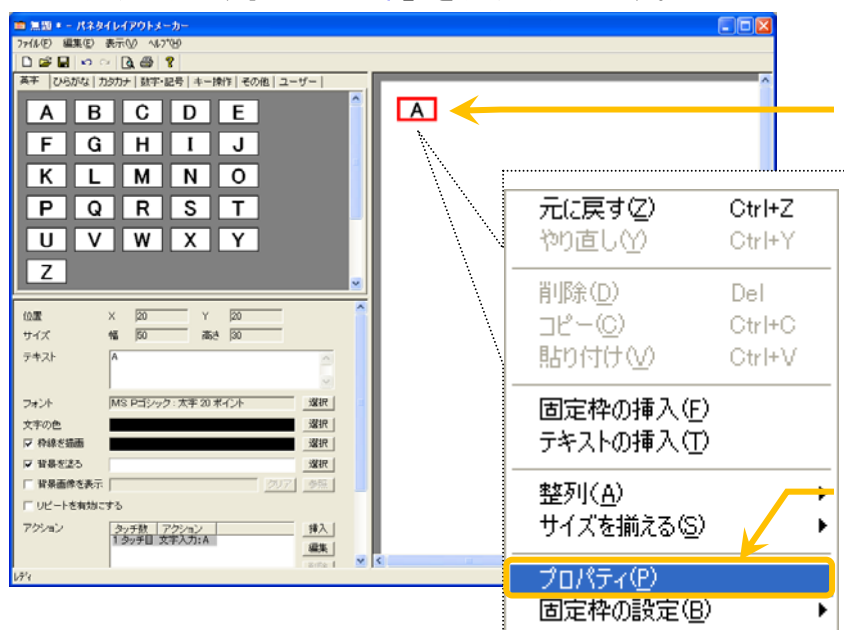 無題 * - パネタイレイアウトメーカー
ファイル(F) 編集(E) 表示(V) ヘルプ(H)
英字 ひらがな カタカナ 数字・記号 キー操作 その他 ユーザー
A B C D E
F G H I J
K L M N O
P Q R S T
U V W X Y
Z
位置 X 20 Y 20
サイズ 幅 50 高さ 30
テキスト A
フォント MS Pゴシック : 太字 20 ポイント 選択
文字の色 選択
枠線を描画 選択
背景を塗る 選択
背景画像を表示 クリア 参照
リピートを有効にする
アクション タッチ数 アクション 挿入
1 タッチ目 文字入力: A
編集
レディ
A
元に戻す(Z) Ctrl+Z
やり直し(Y) Ctrl+Y
削除(D) Del
コピー(C) Ctrl+C
貼り付け(V) Ctrl+V
固定枠の挿入(F)
テキストの挿入(T)
整列(A)
サイズを揃える(S)
プロパティ(P)
固定枠の設定(B)